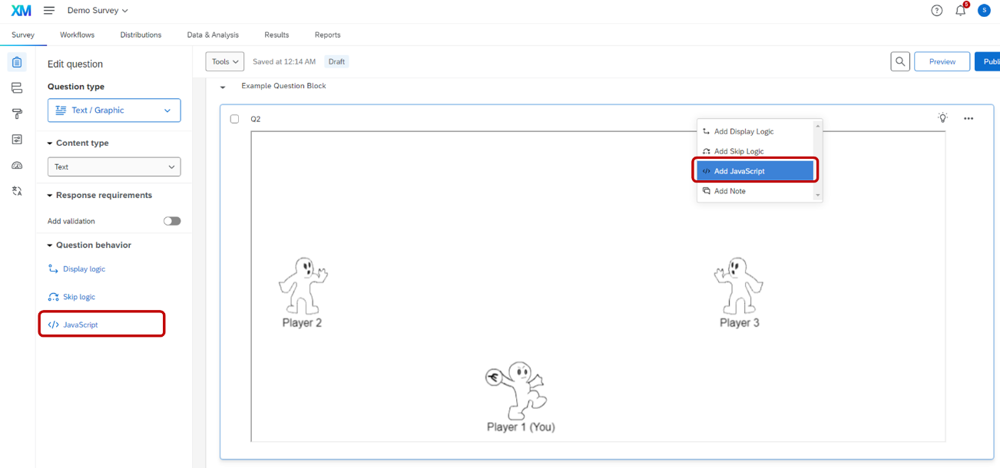 XM Demo Survey ? 5 S
Survey Workflows Distributions Data & Analysis Results Reports
Edit question
Tools Saved at 12:14 AM Draft Preview Publi
Question type
Text / Graphic
Content type
Text
Response requirements
Add validation
Question behavior
Display logic
Skip logic
</> JavaScript
Example Question Block
Q2
Add Display Logic
Add Skip Logic
</> Add JavaScript
Add Note
Player 2
Player 3
Player 1 (You)